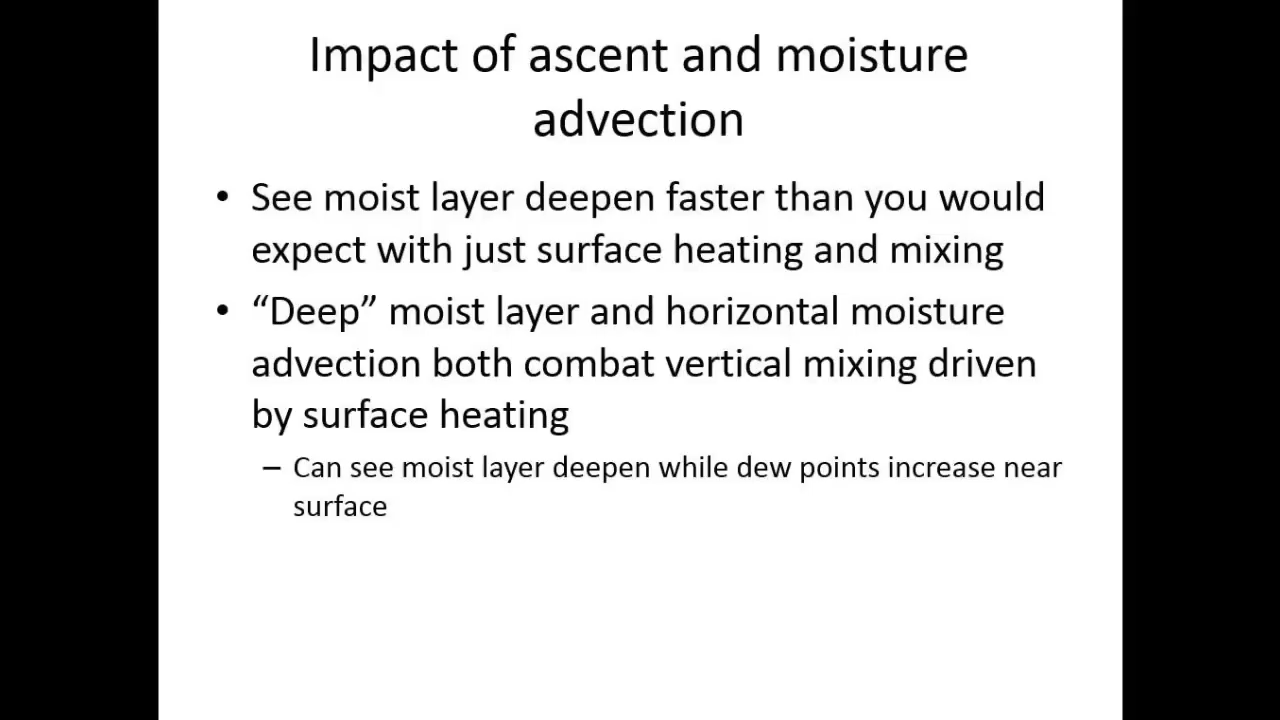 Impact of ascent and moisture
advection
• See moist layer deepen faster than you would
expect with just surface heating and mixing
• “Deep” moist layer and horizontal moisture
advection both combat vertical mixing driven
by surface heating
– Can see moist layer deepen while dew points increase near
surface